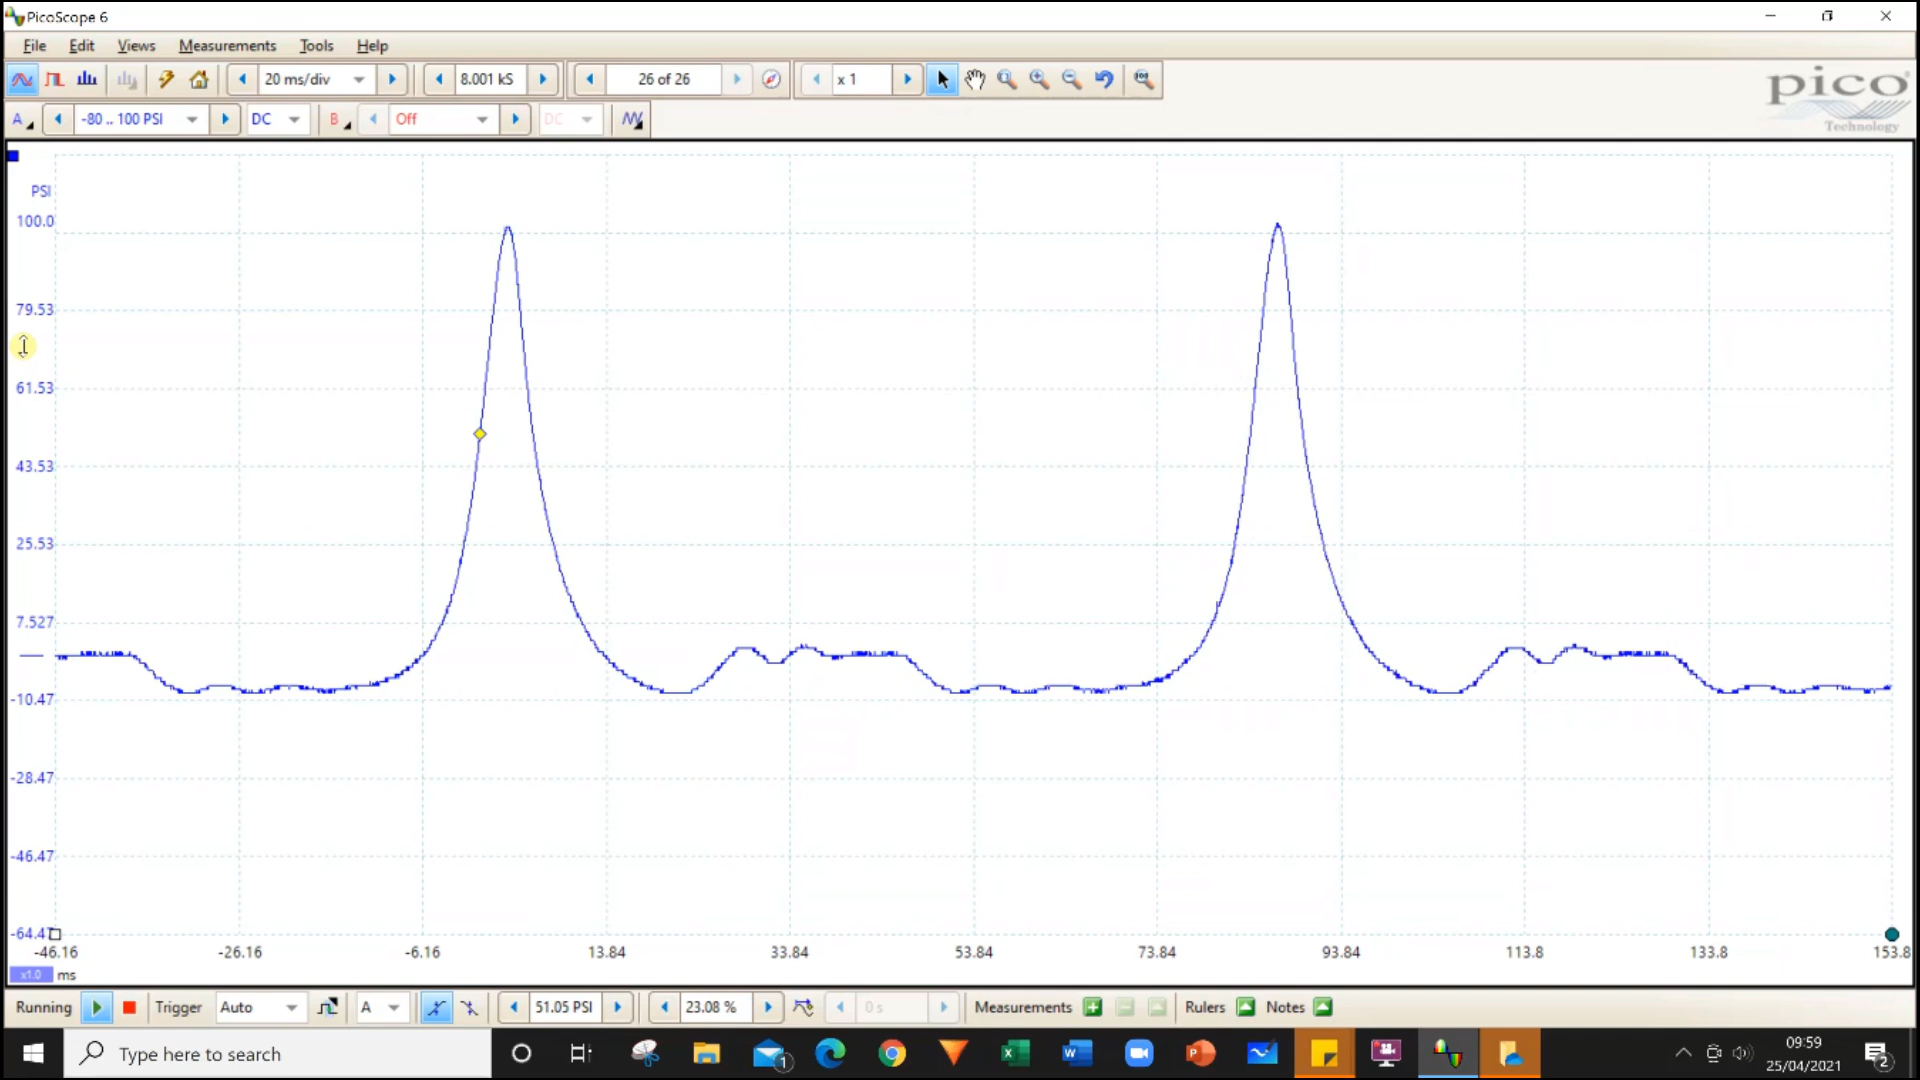 PicoScope 6
File Edit Views Measurements Tools Help
20 ms/div 8.001 kS 26 of 26 x 1
A -80 .. 100 PSI DC B Off DC
pico
Technology
PSI
100.0
79.53
61.53
43.53
25.53
7.527
-10.47
-28.47
-46.47
-64.47
-46.16 -26.16 -6.16 13.84 33.84 53.84 73.84 93.84 113.8 133.8 153.8
x1.0 ms
Running Trigger Auto A 51.05 PSI 23.08 % 0 s Measurements Rulers Notes
Type here to search
1
09:59
25/04/2021
2